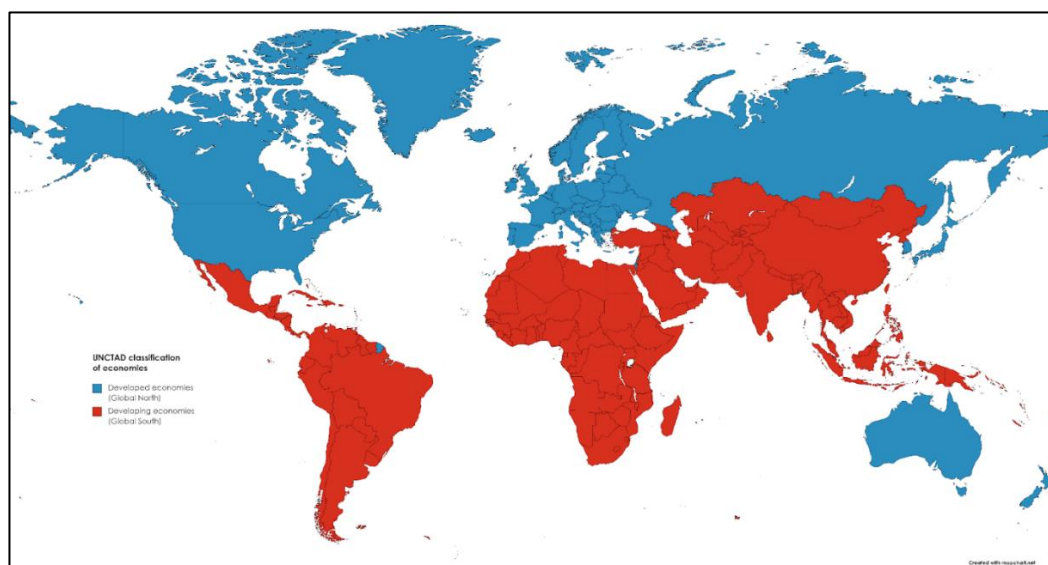 UNCTAD classification
of economies
Developed economies
(Global North)
Developing economies
(Global South)
Created with mapchart.net